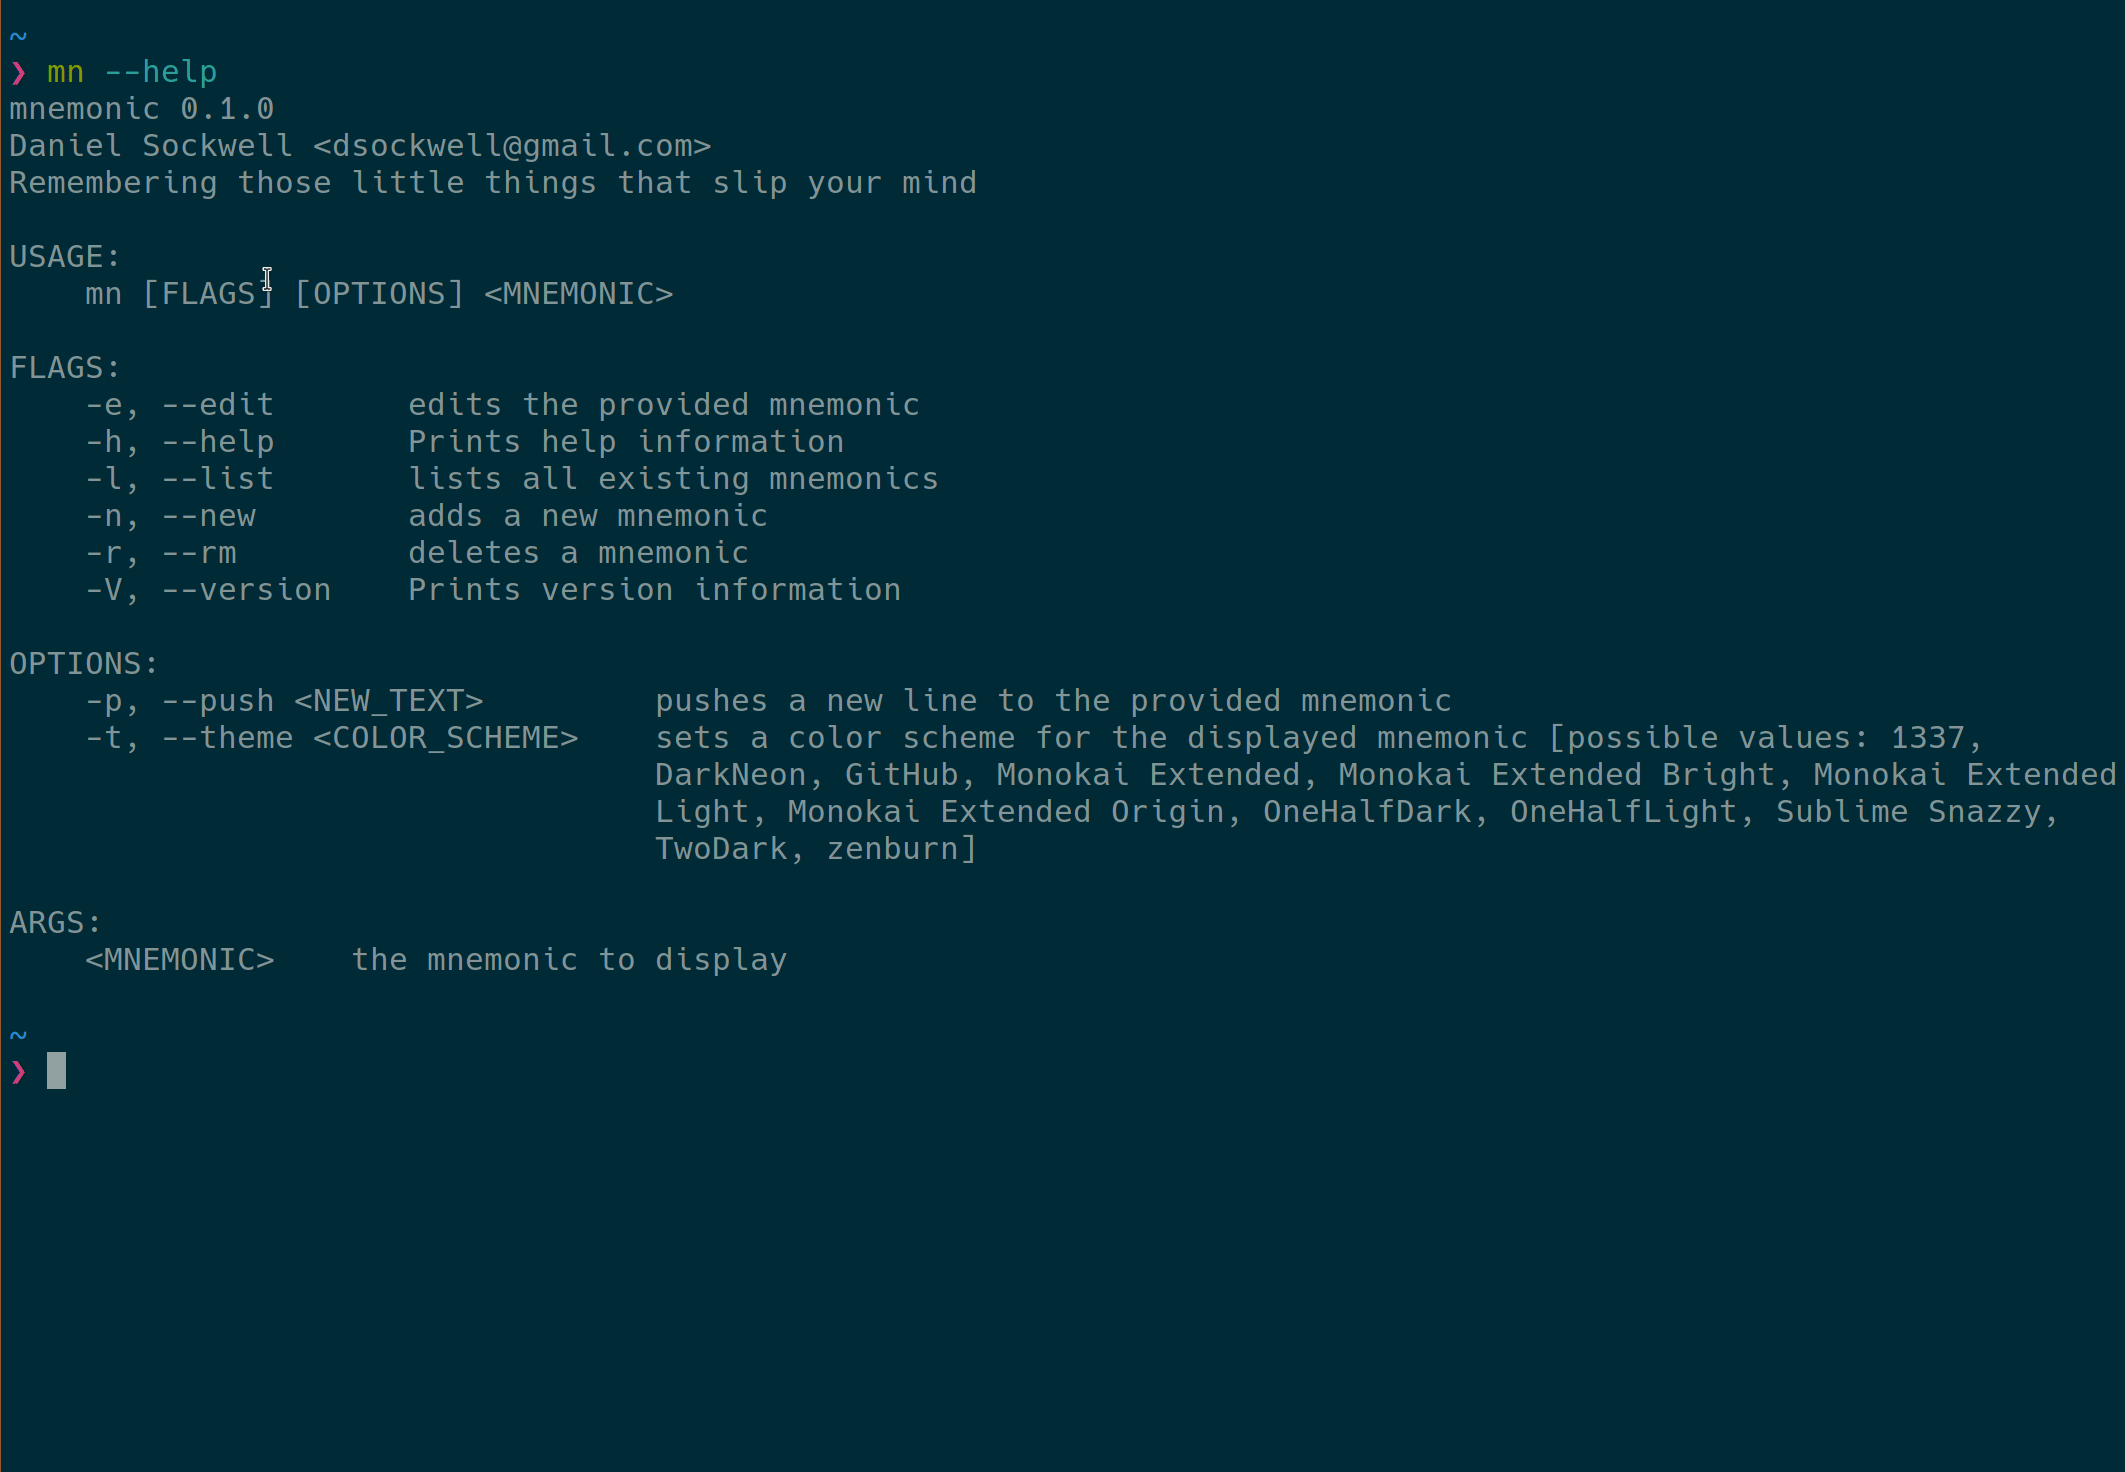 ~
❯ mn --help
mnemonic 0.1.0
Daniel Sockwell <dsockwell@gmail.com>
Remembering those little things that slip your mind

USAGE:
    mn [FLAGS] [OPTIONS] <MNEMONIC>

FLAGS:
    -e, --edit       edits the provided mnemonic
    -h, --help       Prints help information
    -l, --list       lists all existing mnemonics
    -n, --new        adds a new mnemonic
    -r, --rm         deletes a mnemonic
    -V, --version    Prints version information

OPTIONS:
    -p, --push <NEW_TEXT>         pushes a new line to the provided mnemonic
    -t, --theme <COLOR_SCHEME>    sets a color scheme for the displayed mnemonic [possible values: 1337,
                                  DarkNeon, GitHub, Monokai Extended, Monokai Extended Bright, Monokai Extended
                                  Light, Monokai Extended Origin, OneHalfDark, OneHalfLight, Sublime Snazzy,
                                  TwoDark, zenburn]

ARGS:
    <MNEMONIC>    the mnemonic to display

~
❯